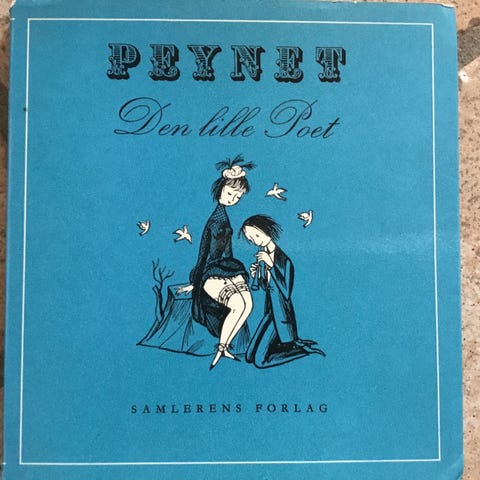 PEYNET
Den lille Poet
SAMLERENS FORLAG